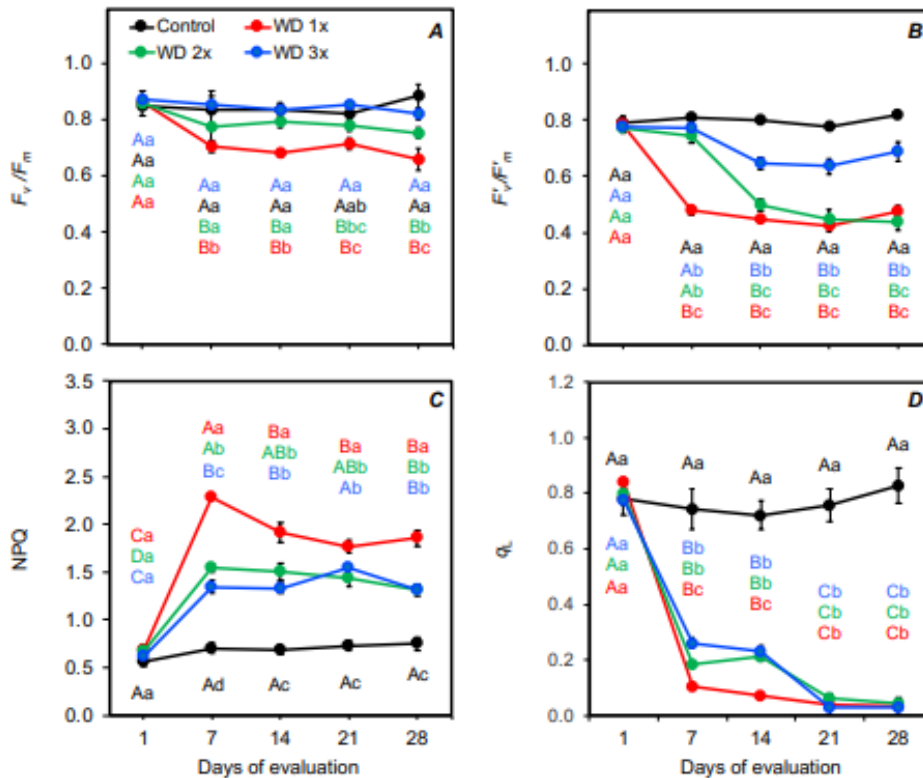 Control WD 1x
WD 2x WD 3x
A
Fv /Fm
1.0
0.8
0.6
0.4
0.2
0.0
Aa Aa Aa Aa Aa
Aa Aa Aa Aab Aa
Aa Ba Ba Bbc Bb
Aa Bb Bb Bc Bc
B
F'v/F'm
1.0
0.8
0.6
0.4
0.2
0.0
Aa
Aa
Aa
Aa
Aa Aa Aa Aa
Ab Bb Bb Bb
Ab Bc Bc Bc
Bc Bc Bc Bc
C
NPQ
3.5
3.0
2.5
2.0
1.5
1.0
0.5
0.0
Aa Ba Ba Ba
Ab ABb ABb Bb
Bc Bb Ab Bb
Ca
Da
Ca
Aa Ad Ac Ac Ac
1 7 14 21 28
Days of evaluation
D
qL
1.2
1.0
0.8
0.6
0.4
0.2
0.0
Aa Aa Aa Aa Aa
Aa Bb Bb Cb Cb
Aa Bb Bb Cb Cb
Aa Bc Bc Cb Cb
1 7 14 21 28
Days of evaluation